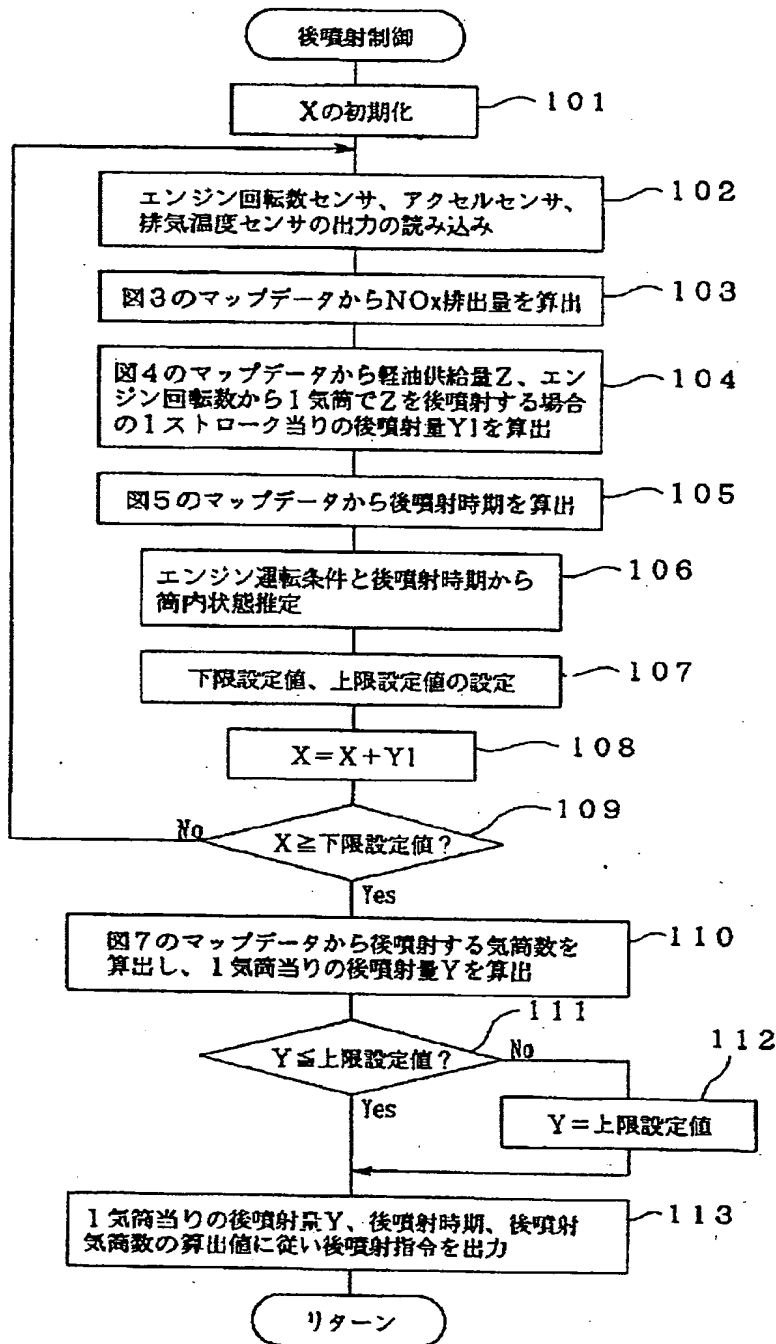 後噴射制御
Xの初期化
101
エンジン回転数センサ、アクセルセンサ、
排気温度センサの出力の読み込み
102
図3のマップデータからNOx排出量を算出
103
図4のマップデータから軽油供給量Z、エン
ジン回転数から1気筒でZを後噴射する場合
の1ストローク当りの後噴射量Y1を算出
104
図5のマップデータから後噴射時期を算出
105
エンジン運転条件と後噴射時期から
筒内状態推定
106
下限設定値、上限設定値の設定
107
X=X+Y1
108
X≧下限設定値?
109
No
Yes
図7のマップデータから後噴射する気筒数を
算出し、1気筒当りの後噴射量Yを算出
110
Y≦上限設定値?
111
No
Yes
Y=上限設定値
112
1気筒当りの後噴射量Y、後噴射時期、後噴射
気筒数の算出値に従い後噴射指令を出力
113
リターン